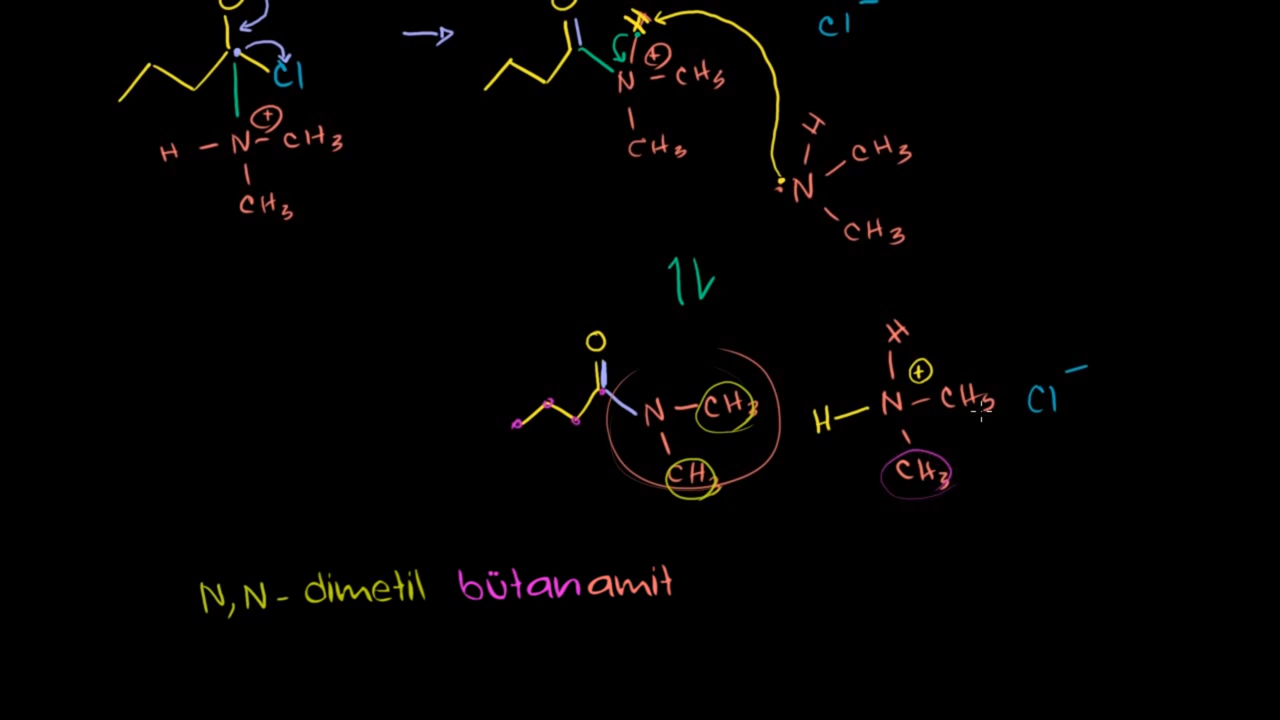 O O Cl⁻
Cl H
N⁺ – CH3
H – N⁺ – CH3
CH3
CH3
H
:N CH3
CH3
O H
N – CH3 H – N⁺ – CH3 Cl⁻
CH3 CH3
N,N- dimetil bütanamit